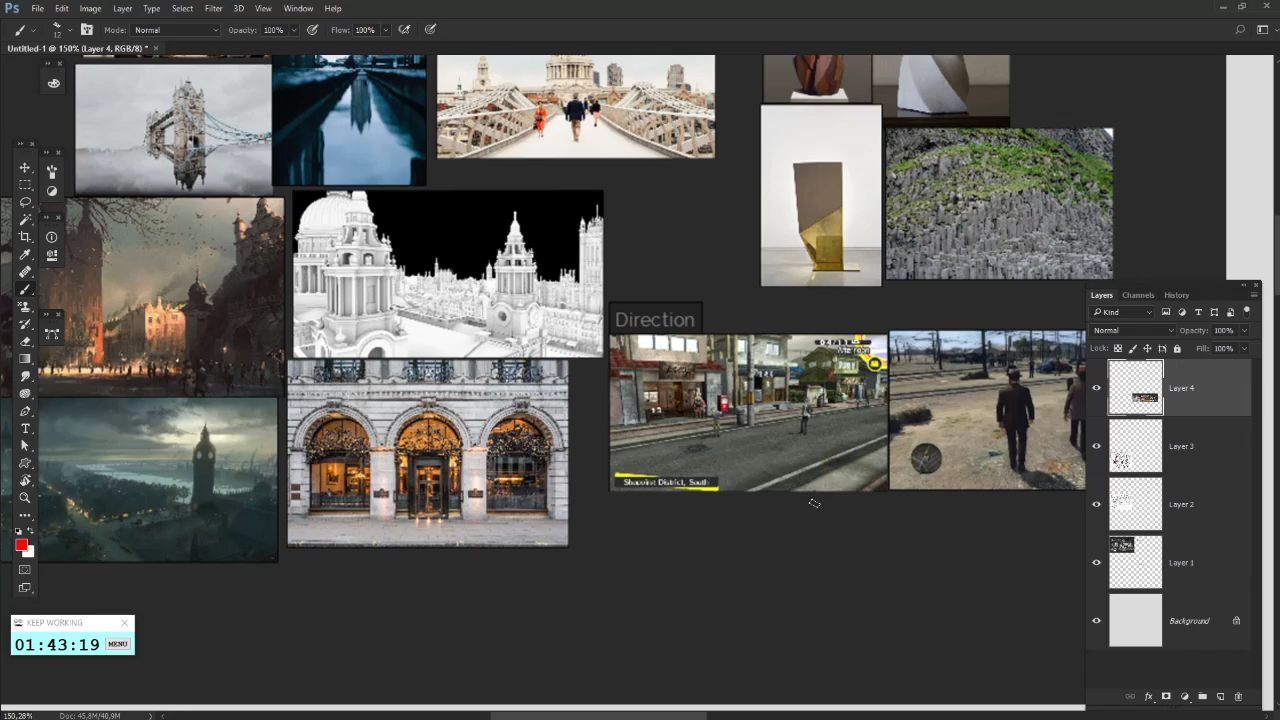 Ps File Edit Image Layer Type Select Filter 3D View Window Help
12 Mode: Normal Opacity: 100% Flow: 100%
Untitled-1 @ 150% (Layer 4, RGB/8) * ×
Direction
Afternoon
Shopoint District, South
Layers Channels History
Kind
Normal Opacity: 100%
Lock: Fill: 100%
Layer 4
Layer 3
Layer 2
Layer 1
Background
KEEP WORKING
01:43:19 MENU
150,28% Doc: 45,8M/40,9M